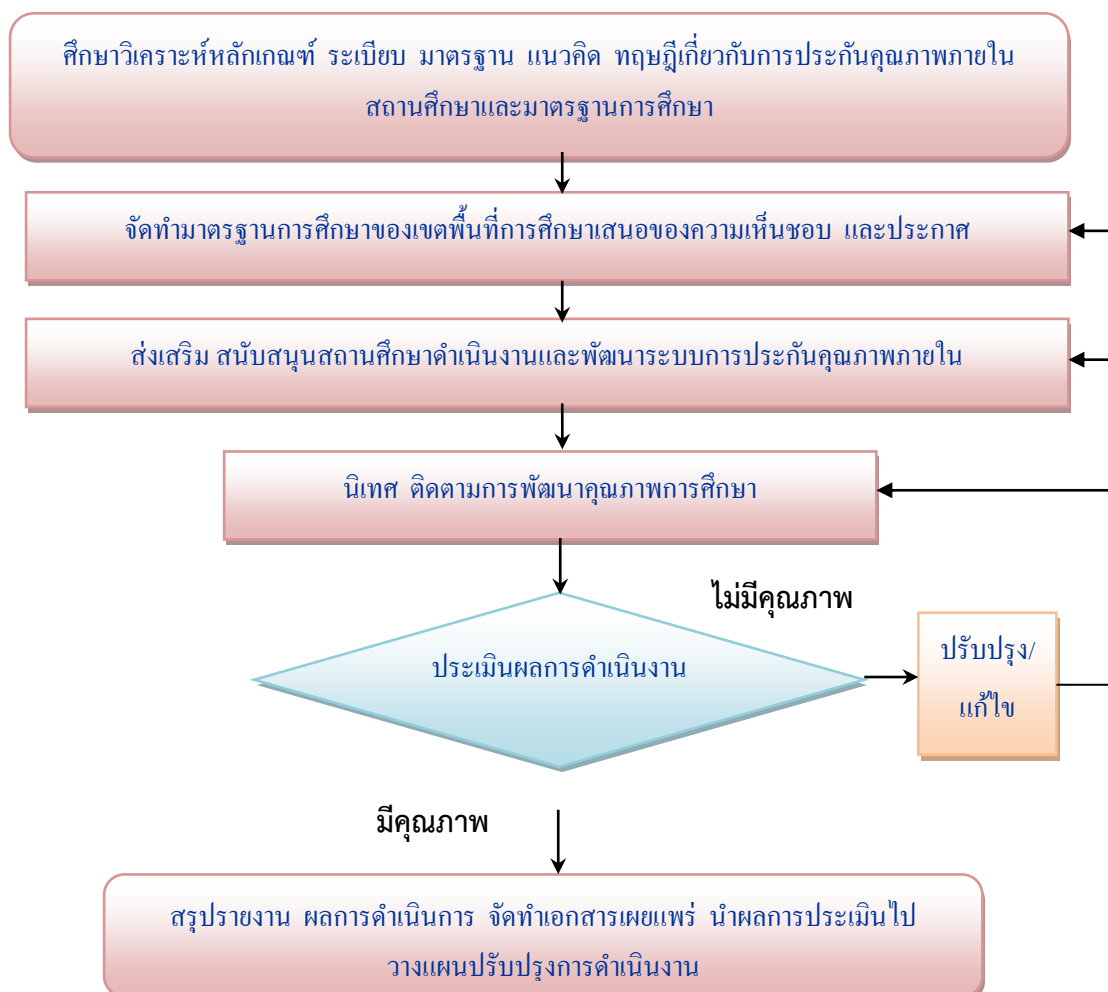 ศึกษาวิเคราะห์หลักเกณฑ์ ระเบียบ มาตรฐาน แนวคิด ทฤษฎีเกี่ยวกับการประกันคุณภาพภายใน
สถานศึกษาและมาตรฐานการศึกษา
จัดทำมาตรฐานการศึกษาของเขตพื้นที่การศึกษาเสนอของความเห็นชอบ และประกาศ
ส่งเสริม สนับสนุนสถานศึกษาดำเนินงานและพัฒนาระบบการประกันคุณภาพภายใน
นิเทศ ติดตามการพัฒนาคุณภาพการศึกษา
ไม่มีคุณภาพ
ประเมินผลการดำเนินงาน
ปรับปรุง/
แก้ไข
มีคุณภาพ
สรุปรายงาน ผลการดำเนินการ จัดทำเอกสารเผยแพร่ นำผลการประเมินไป
วางแผนปรับปรุงการดำเนินงาน